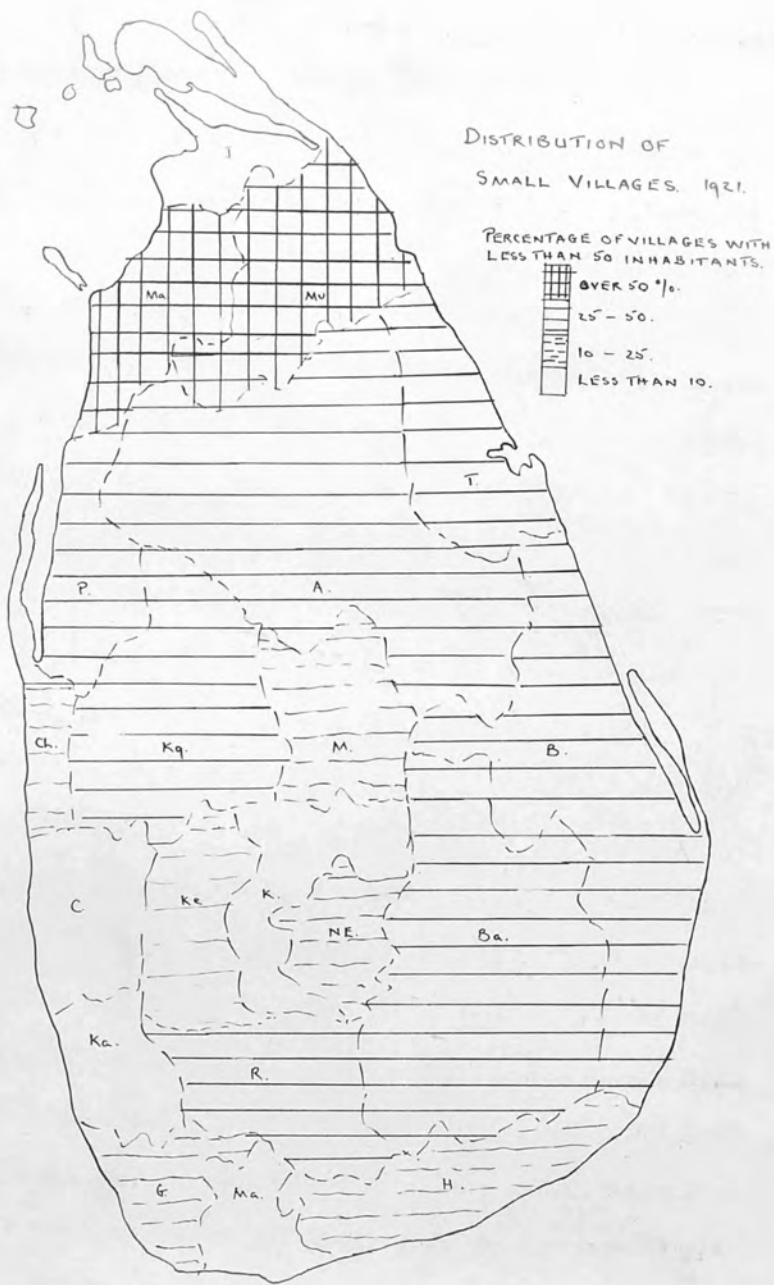 DISTRIBUTION OF
SMALL VILLAGES. 1921.
PERCENTAGE OF VILLAGES WITH
LESS THAN 50 INHABITANTS.
OVER 50 %.
25 - 50.
10 - 25.
LESS THAN 10.
J
Ma. Mu
T.
P. A.
Ch. Kq. M. B.
C Ke K. NE. Ba.
Ka.
R.
G. Ma. H.